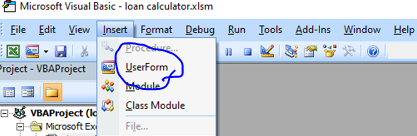 Microsoft Visual Basic - loan calculator.xlsm
File Edit View Insert Format Debug Run Tools Add-Ins Window
Procedure...
Project - VBAProject
UserForm
Module
Class Module
VBAProject (lo
File...
Microsoft Exc